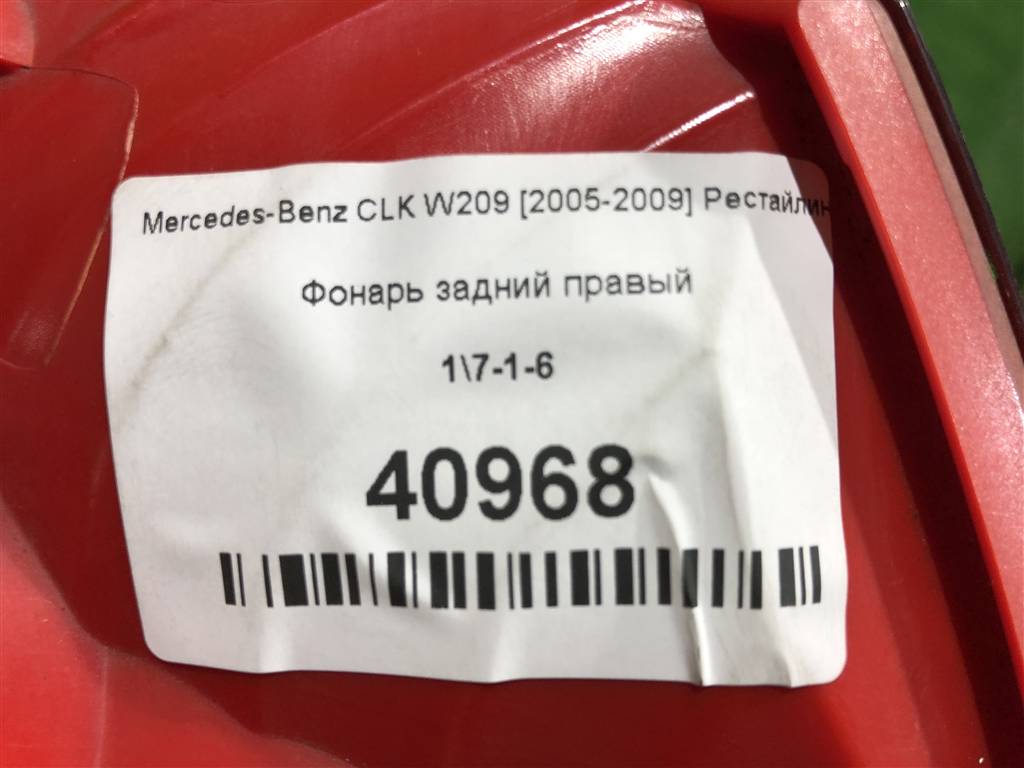 Mercedes-Benz CLK W209 [2005-2009] Рестайлин
Фонарь задний правый
1\7-1-6
40968